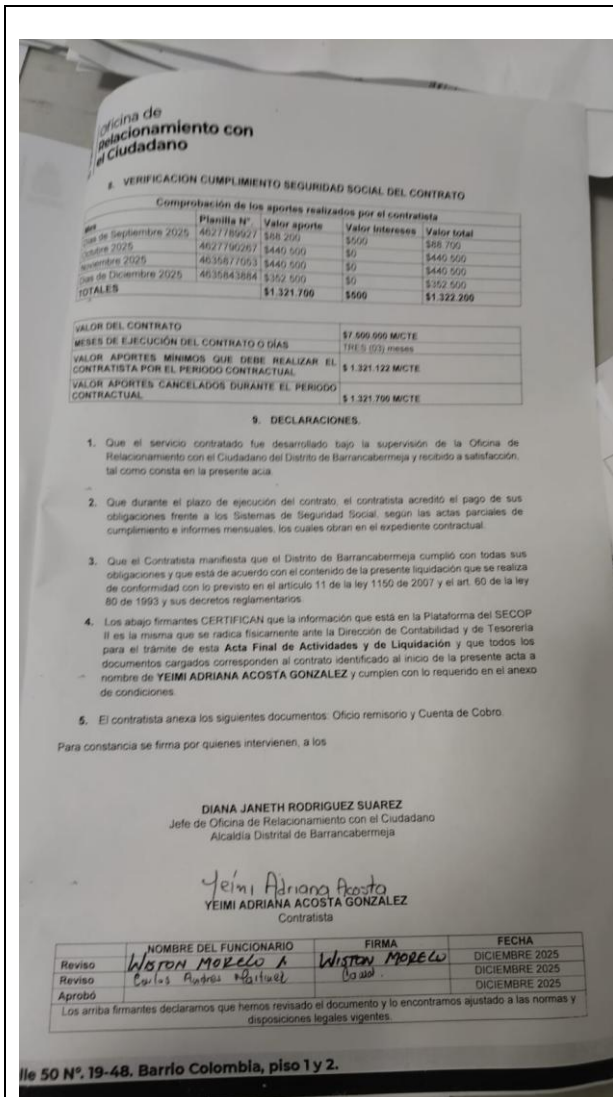 Oficina de
Relacionamiento con
el Ciudadano
8. VERIFICACION CUMPLIMIENTO SEGURIDAD SOCIAL DEL CONTRATO
Comprobación de los aportes realizados por el contratista
Mes Planilla N°. Valor aporte Valor Intereses Valor total
Dias de Septiembre 2025 4627789927 $88.200 $500 $88.700
Octubre 2025 4627790267 $440.500 $0 $440.500
Noviembre 2025 4635877053 $440.500 $0 $440.500
Dias de Diciembre 2025 4635843884 $352.500 $0 $352.500
TOTALES $1.321.700 $500 $1.322.200
VALOR DEL CONTRATO $7.500.000 M/CTE
MESES DE EJECUCIÓN DEL CONTRATO O DÍAS TRES (03) meses
VALOR APORTES MÍNIMOS QUE DEBE REALIZAR EL
CONTRATISTA POR EL PERIODO CONTRACTUAL $ 1.321.122 M/CTE
VALOR APORTES CANCELADOS DURANTE EL PERIODO
CONTRACTUAL $ 1.321.700 M/CTE
9. DECLARACIONES.
1. Que el servicio contratado fue desarrollado bajo la supervisión de la Oficina de
Relacionamiento con el Ciudadano del Distrito de Barrancabermeja y recibido a satisfacción,
tal como consta en la presente acta.
2. Que durante el plazo de ejecución del contrato, el contratista acreditó el pago de sus
obligaciones frente a los Sistemas de Seguridad Social, según las actas parciales de
cumplimiento e informes mensuales, los cuales obran en el expediente contractual.
3. Que el Contratista manifiesta que el Distrito de Barrancabermeja cumplió con todas sus
obligaciones y que está de acuerdo con el contenido de la presente liquidación que se realiza
de conformidad con lo previsto en el artículo 11 de la ley 1150 de 2007 y el art. 60 de la ley
80 de 1993 y sus decretos reglamentarios.
4. Los abajo firmantes CERTIFICAN que la información que está en la Plataforma del SECOP
II es la misma que se radica físicamente ante la Dirección de Contabilidad y de Tesorería
para el trámite de esta Acta Final de Actividades y de Liquidación y que todos los
documentos cargados corresponden al contrato identificado al inicio de la presente acta a
nombre de YEIMI ADRIANA ACOSTA GONZALEZ y cumplen con lo requerido en el anexo
de condiciones.
5. El contratista anexa los siguientes documentos: Oficio remisorio y Cuenta de Cobro.
Para constancia se firma por quienes intervienen, a los
DIANA JANETH RODRIGUEZ SUAREZ
Jefe de Oficina de Relacionamiento con el Ciudadano
Alcaldía Distrital de Barrancabermeja
Yeimi Adriana Acosta
YEIMI ADRIANA ACOSTA GONZALEZ
Contratista
NOMBRE DEL FUNCIONARIO FIRMA FECHA
Reviso WISTON MORELO A WISTON MORELO DICIEMBRE 2025
Reviso Carlos Andres Martinez DICIEMBRE 2025
Aprobó DICIEMBRE 2025
Los arriba firmantes declaramos que hemos revisado el documento y lo encontramos ajustado a las normas y
disposiciones legales vigentes.
lle 50 Nº. 19-48. Barrio Colombia, piso 1 y 2.